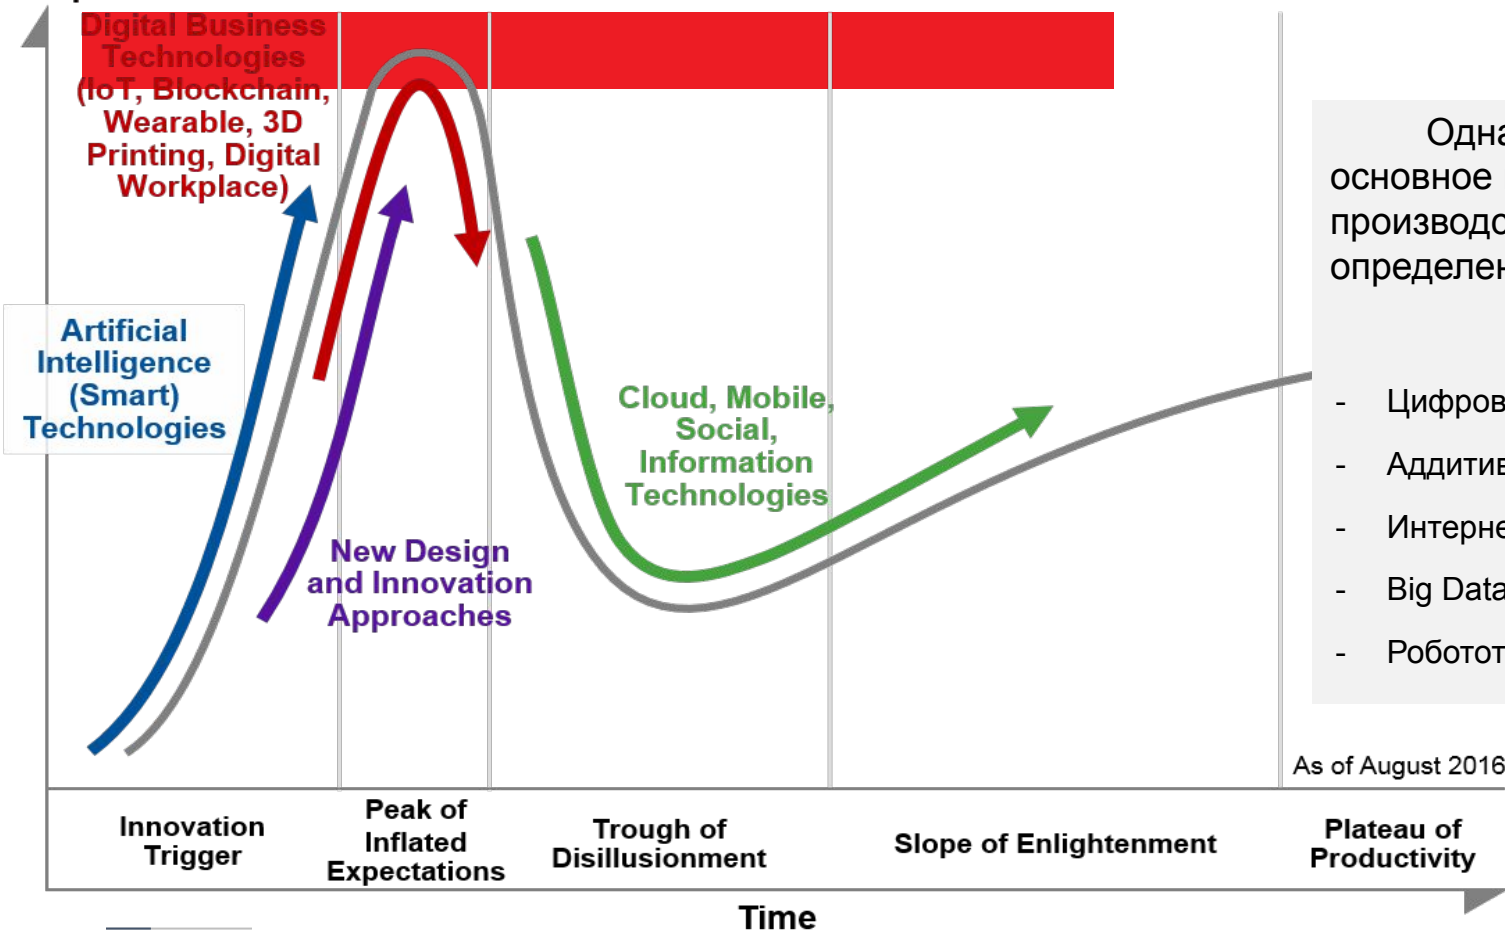 Digital Business
Technologies
(IoT, Blockchain,
Wearable, 3D
Printing, Digital
Workplace)
Artificial
Intelligence
(Smart)
Technologies
New Design
and Innovation
Approaches
Cloud, Mobile,
Social,
Information
Technologies
основное
Big Data
As of August 2016
Innovation
Trigger
Peak of
Inflated
Expectations
Trough of
Disillusionment
Slope of Enlightenment
Plateau of
Productivity
Time